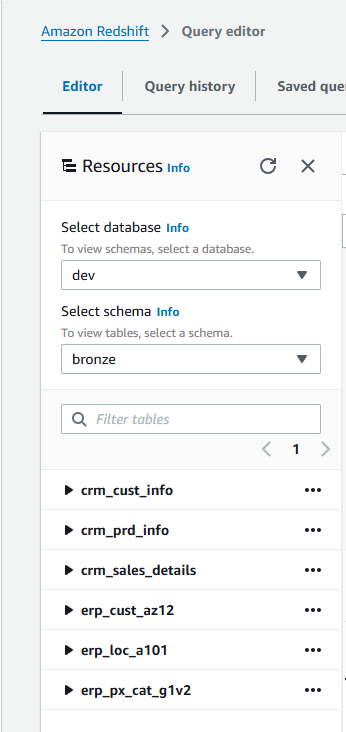 Amazon Redshift > Query editor
Editor Query history Saved que
Resources Info
Select database Info
To view schemas, select a database.
dev
Select schema Info
To view tables, select a schema.
bronze
Filter tables
1
crm_cust_info
crm_prd_info
crm_sales_details
erp_cust_az12
erp_loc_a101
erp_px_cat_g1v2